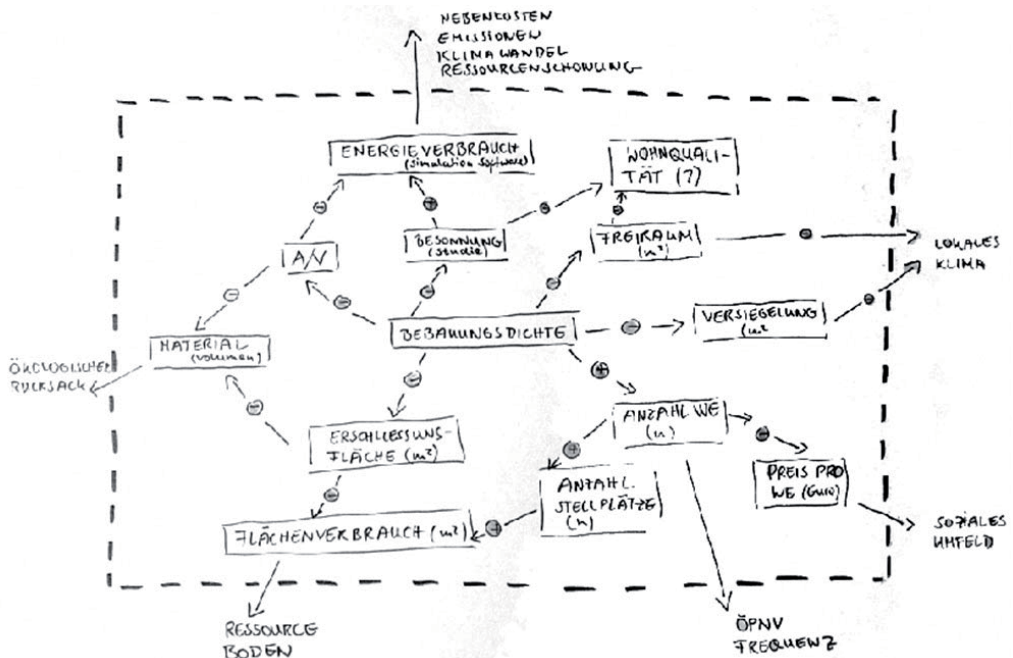 NEBENKOSTEN
EMISSIONEN
KLIMAWANDEL
RESSOURCENSCHONUNG
ENERGIEVERBRAUCH
(Simulation Software)
WOHNQUALI-
TÄT (?)
BESONNUNG
(Studie)
FREIRAUM
(m²)
A/V
LOKALES
KLIMA
BEBAUUNGSDICHTE
VERSIEGELUNG
(m²
MATERIAL
(Volumen)
ÖKOLOGISCHER
RUCKSACK
ANZAHL WE
(n)
ERSCHLIESSUNS-
FLÄCHE (m²)
PREIS PRO
WE (Euro)
ANZAHL
STELLPLÄTZE
(n)
FLÄCHENVERBRAUCH (m²)
SOZIALES
UMFELD
RESSOURCE
BODEN
ÖPNV
FREQUENZ